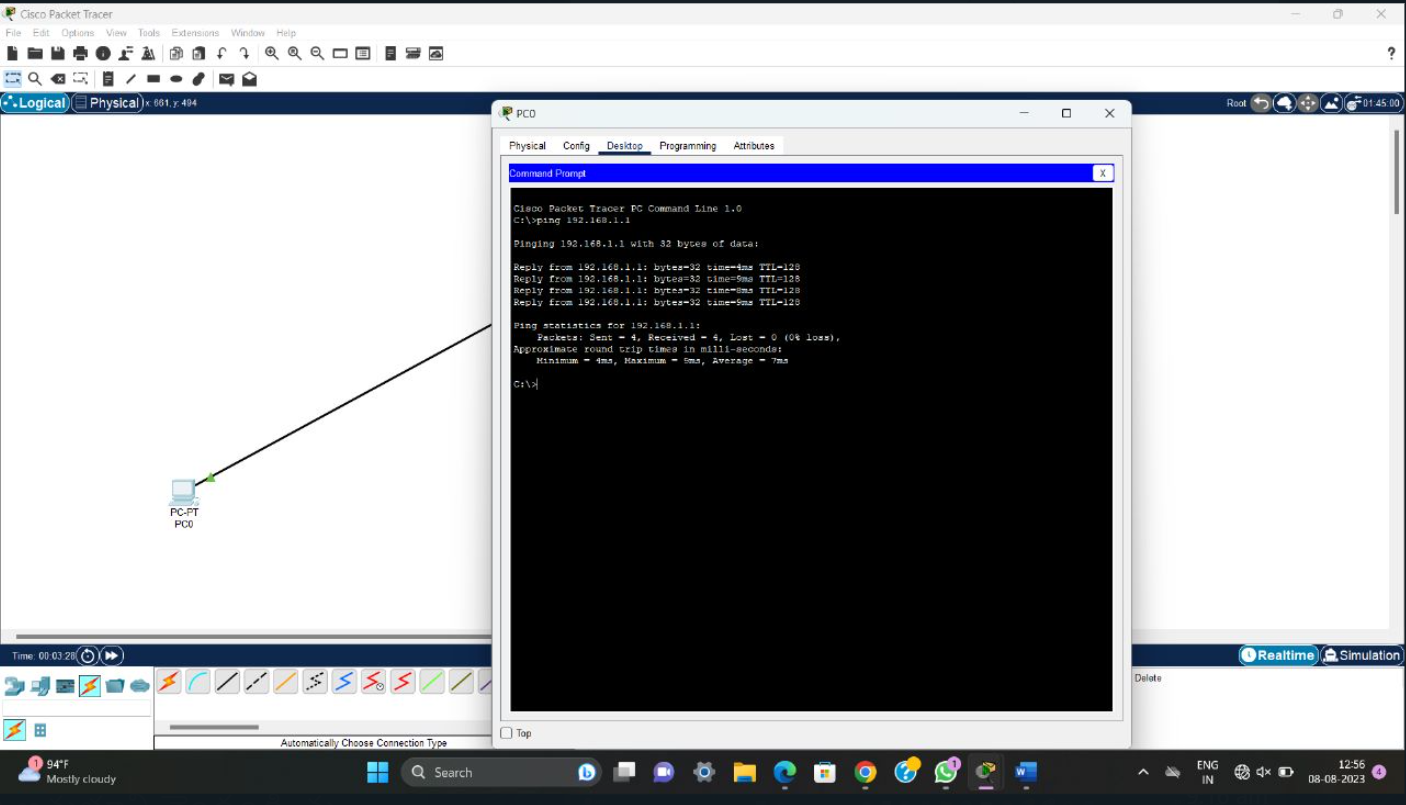 Cisco Packet Tracer
File Edit Options View Tools Extensions Window Help
?
Logical Physical x: 661, y: 494
Root 01:45:00
PC0
Physical Config Desktop Programming Attributes
Command Prompt
X
Cisco Packet Tracer PC Command Line 1.0
C:\>ping 192.168.1.1
Pinging 192.168.1.1 with 32 bytes of data:
Reply from 192.168.1.1: bytes=32 time=4ms TTL=128
Reply from 192.168.1.1: bytes=32 time=9ms TTL=128
Reply from 192.168.1.1: bytes=32 time=8ms TTL=128
Reply from 192.168.1.1: bytes=32 time=9ms TTL=128
Ping statistics for 192.168.1.1:
Packets: Sent = 4, Received = 4, Lost = 0 (0% loss),
Approximate round trip times in milli-seconds:
Minimum = 4ms, Maximum = 9ms, Average = 7ms
C:\>
PC-PT
PC0
Time: 00:03:28
Realtime Simulation
Delete
Top
Automatically Choose Connection Type
1
94°F
Mostly cloudy
Search
1
ENG
IN
12:56
08-08-2023
4